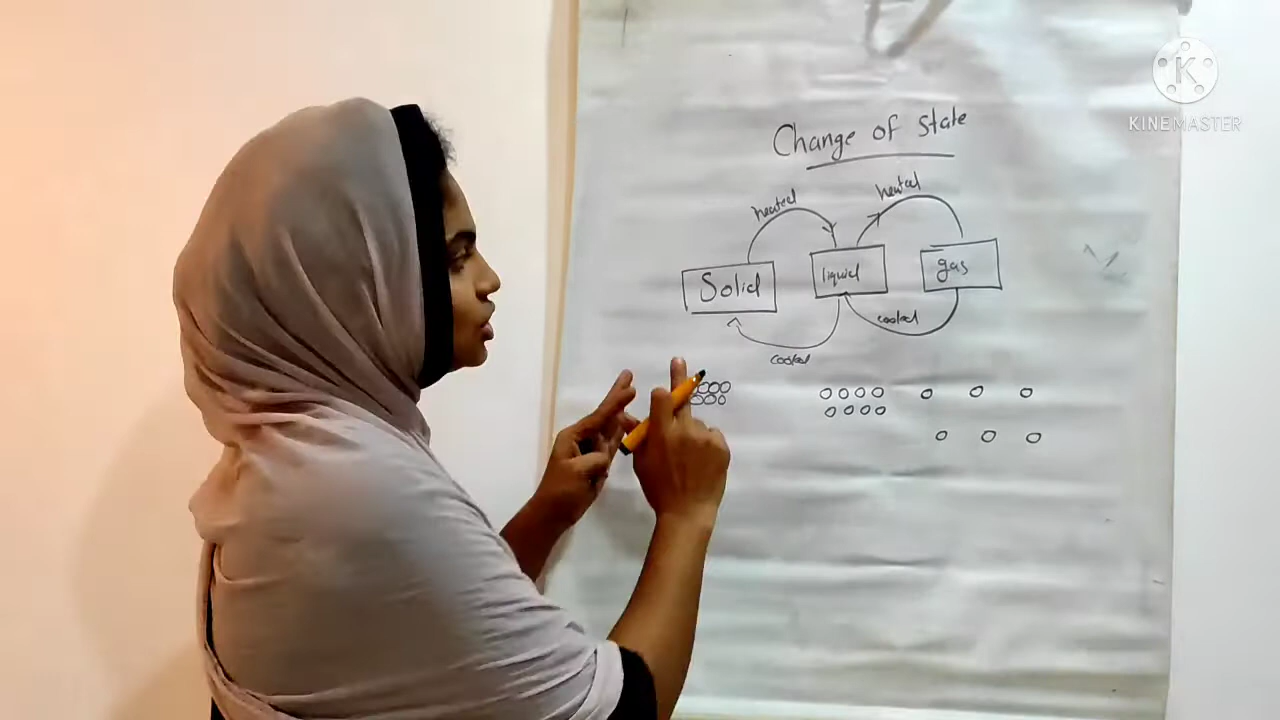 KINEMASTER
Change of State
heated
heated
Solid
liquid
gas
cooled
cooled